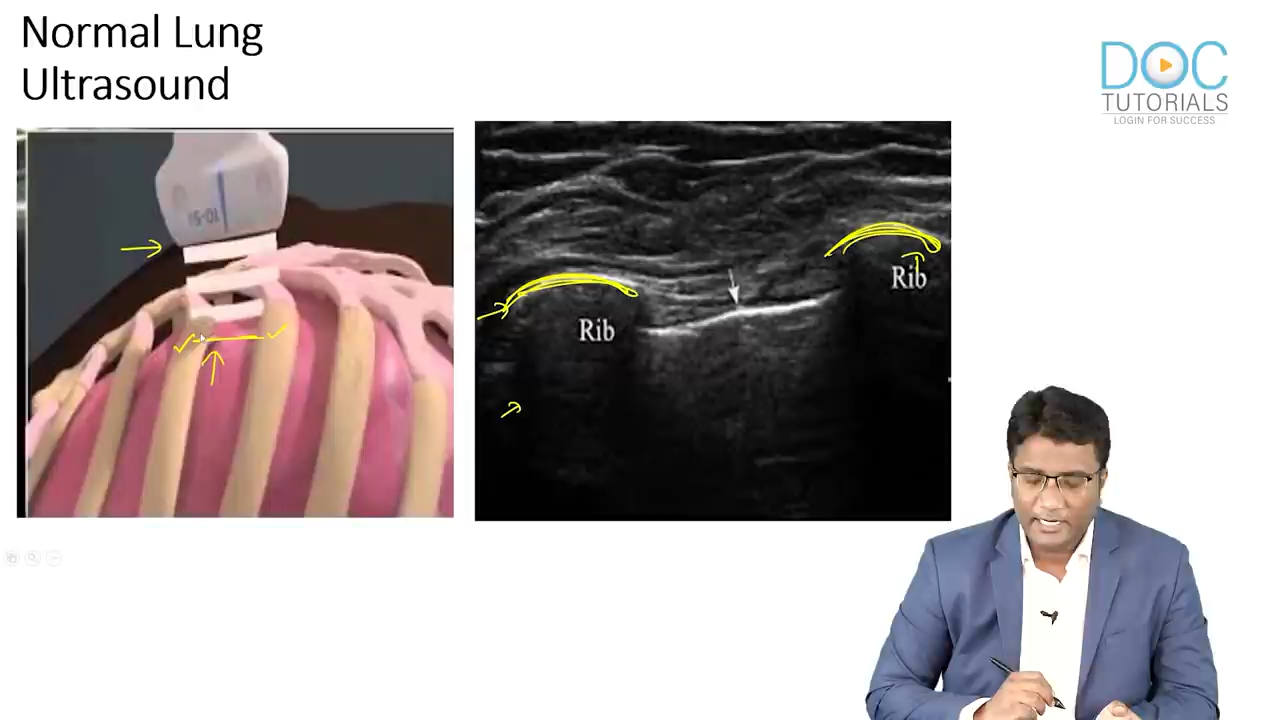 Normal Lung
Ultrasound
DOC
TUTORIALS
LOGIN FOR SUCCESS
Rib
Rib